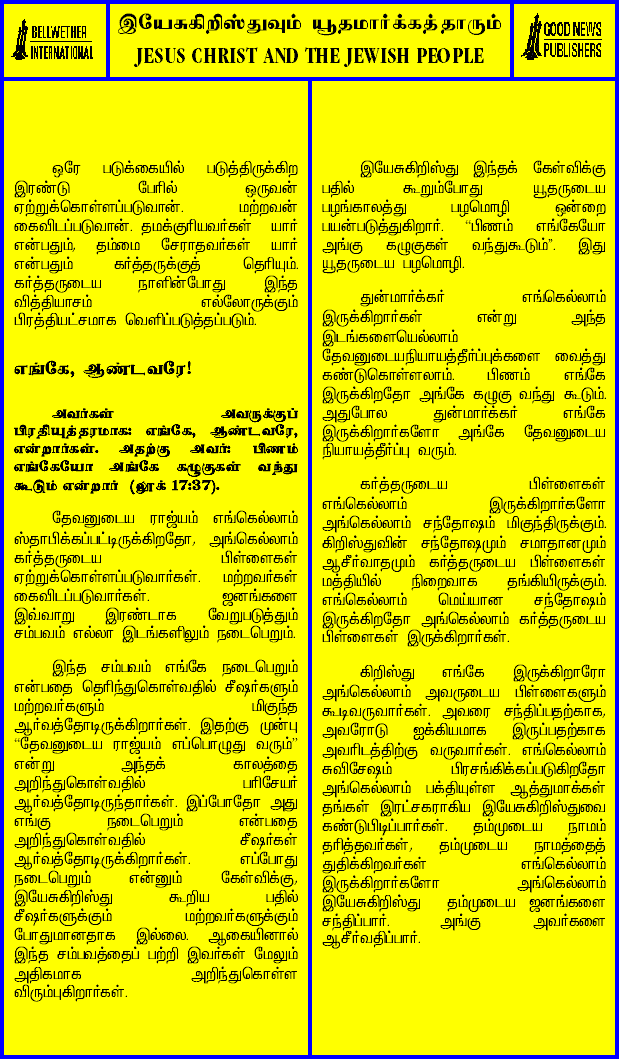 BELLWETHER
INTERNATIONAL
இயேசுகிறிஸ்துவும் யூதமார்க்கத்தாரும்
JESUS CHRIST AND THE JEWISH PEOPLE
GOOD NEWS
PUBLISHERS
ஒரே படுக்கையில் படுத்திருக்கிற
இரண்டு பேரில் ஒருவன்
ஏற்றுக்கொள்ளப்படுவான். மற்றவன்
கைவிடப்படுவான். தமக்குரியவர்கள் யார்
என்பதும், தம்மை சேராதவர்கள் யார்
என்பதும் கர்த்தருக்குத் தெரியும்.
கர்த்தருடைய நாளின்போது இந்த
வித்தியாசம் எல்லோருக்கும்
பிரத்தியட்சமாக வெளிப்படுத்தப்படும்.
எங்கே, ஆண்டவரே!
அவர்கள் அவருக்குப்
பிரதியுத்தரமாக: எங்கே, ஆண்டவரே,
என்றார்கள். அதற்கு அவர்: பிணம்
எங்கேயோ அங்கே கழுகுகள் வந்து
கூடும் என்றார் (லூக் 17:37).
தேவனுடைய ராஜ்யம் எங்கெல்லாம்
ஸ்தாபிக்கப்பட்டிருக்கிறதோ, அங்கெல்லாம்
கர்த்தருடைய பிள்ளைகள்
ஏற்றுக்கொள்ளப்படுவார்கள். மற்றவர்கள்
கைவிடப்படுவார்கள். ஜனங்களை
இவ்வாறு இரண்டாக வேறுபடுத்தும்
சம்பவம் எல்லா இடங்களிலும் நடைபெறும்.
இந்த சம்பவம் எங்கே நடைபெறும்
என்பதை தெரிந்துகொள்வதில் சீஷர்களும்
மற்றவர்களும் மிகுந்த
ஆர்வத்தோடிருக்கிறார்கள். இதற்கு முன்பு
“தேவனுடைய ராஜ்யம் எப்பொழுது வரும்”
என்று அந்தக் காலத்தை
அறிந்துகொள்வதில் பரிசேயர்
ஆர்வத்தோடிருந்தார்கள். இப்போதோ அது
எங்கு நடைபெறும் என்பதை
அறிந்துகொள்வதில் சீஷர்கள்
ஆர்வத்தோடிருக்கிறார்கள். எப்போது
நடைபெறும் என்னும் கேள்விக்கு,
இயேசுகிறிஸ்து கூறிய பதில்
சீஷர்களுக்கும் மற்றவர்களுக்கும்
போதுமானதாக இல்லை. ஆகையினால்
இந்த சம்பவத்தைப் பற்றி இவர்கள் மேலும்
அதிகமாக அறிந்துகொள்ள
விரும்புகிறார்கள்.
இயேசுகிறிஸ்து இந்தக் கேள்விக்கு
பதில் கூறும்போது யூதருடைய
பழங்காலத்து பழமொழி ஒன்றை
பயன்படுத்துகிறார். “பிணம் எங்கேயோ
அங்கு கழுகுகள் வந்துகூடும்”. இது
யூதருடைய பழமொழி.
துன்மார்க்கர் எங்கெல்லாம்
இருக்கிறார்கள் என்று அந்த
இடங்களையெல்லாம்
தேவனுடையநியாயத்தீர்ப்புக்களை வைத்து
கண்டுகொள்ளலாம். பிணம் எங்கே
இருக்கிறதோ அங்கே கழுகு வந்து கூடும்.
அதுபோல துன்மார்க்கர் எங்கே
இருக்கிறார்களோ அங்கே தேவனுடைய
நியாயத்தீர்ப்பு வரும்.
கர்த்தருடைய பிள்ளைகள்
எங்கெல்லாம் இருக்கிறார்களோ
அங்கெல்லாம் சந்தோஷம் மிகுந்திருக்கும்.
கிறிஸ்துவின் சந்தோஷமும் சமாதானமும்
ஆசீர்வாதமும் கர்த்தருடைய பிள்ளைகள்
மத்தியில் நிறைவாக தங்கியிருக்கும்.
எங்கெல்லாம் மெய்யான சந்தோஷம்
இருக்கிறதோ அங்கெல்லாம் கர்த்தருடைய
பிள்ளைகள் இருக்கிறார்கள்.
கிறிஸ்து எங்கே இருக்கிறாரோ
அங்கெல்லாம் அவருடைய பிள்ளைகளும்
கூடிவருவார்கள். அவரை சந்திப்பதற்காக,
அவரோடு ஐக்கியமாக இருப்பதற்காக
அவரிடத்திற்கு வருவார்கள். எங்கெல்லாம்
சுவிசேஷம் பிரசங்கிக்கப்படுகிறதோ
அங்கெல்லாம் பக்தியுள்ள ஆத்துமாக்கள்
தங்கள் இரட்சகராகிய இயேசுகிறிஸ்துவை
கண்டுபிடிப்பார்கள். தம்முடைய நாமம்
தரித்தவர்கள், தம்முடைய நாமத்தைத்
துதிக்கிறவர்கள் எங்கெல்லாம்
இருக்கிறார்களோ அங்கெல்லாம்
இயேசுகிறிஸ்து தம்முடைய ஜனங்களை
சந்திப்பார். அங்கு அவர்களை
ஆசீர்வதிப்பார்.